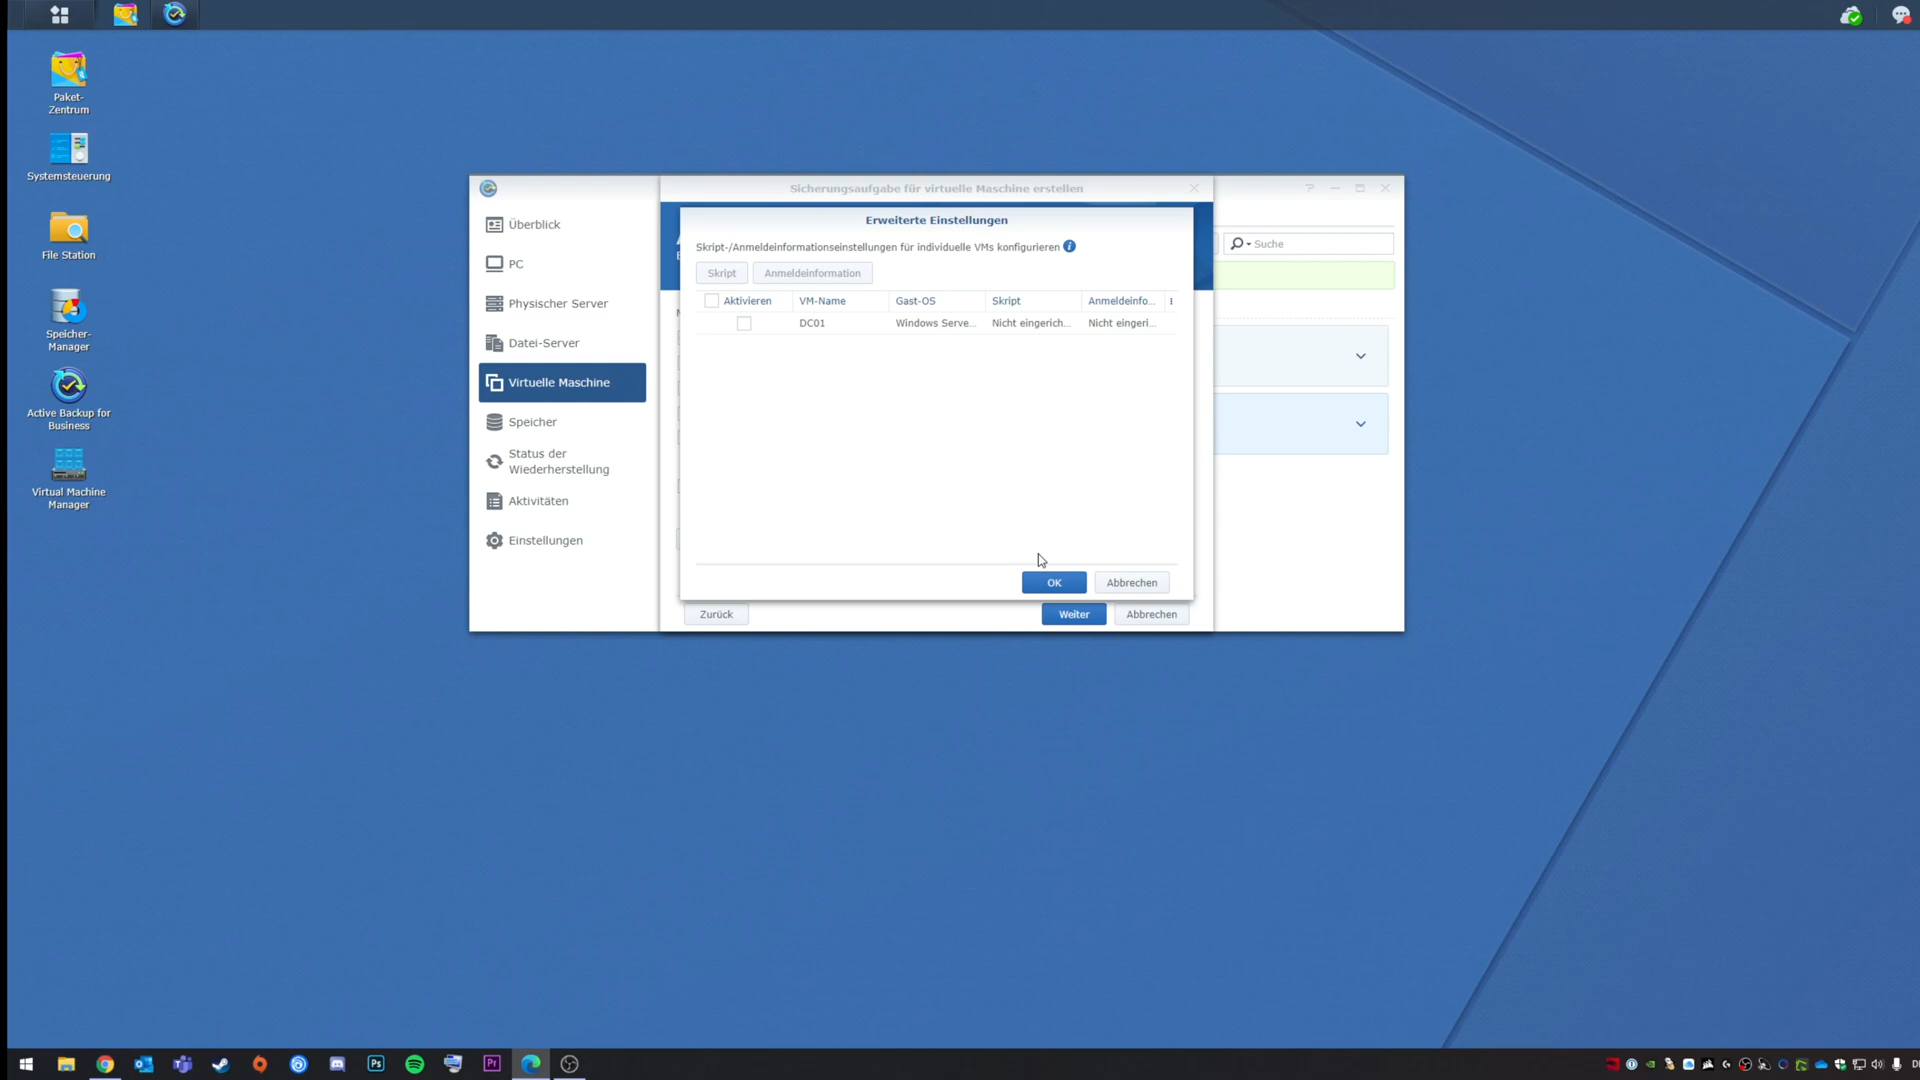 Paket-
Zentrum
Systemsteuerung
File Station
Speicher-
Manager
Active Backup for
Business
Virtual Machine
Manager
Überblick
PC
Physischer Server
Datei-Server
Virtuelle Maschine
Speicher
Status der
Wiederherstellung
Aktivitäten
Einstellungen
Sicherungsaufgabe für virtuelle Maschine erstellen
Suche
Erweiterte Einstellungen
Skript-/Anmeldeinformationseinstellungen für individuelle VMs konfigurieren
Skript Anmeldeinformation
Aktivieren VM-Name Gast-OS Skript Anmeldeinfo...
DC01 Windows Serve... Nicht eingerich... Nicht eingeri...
OK Abbrechen
Zurück Weiter Abbrechen
Ps
Pr